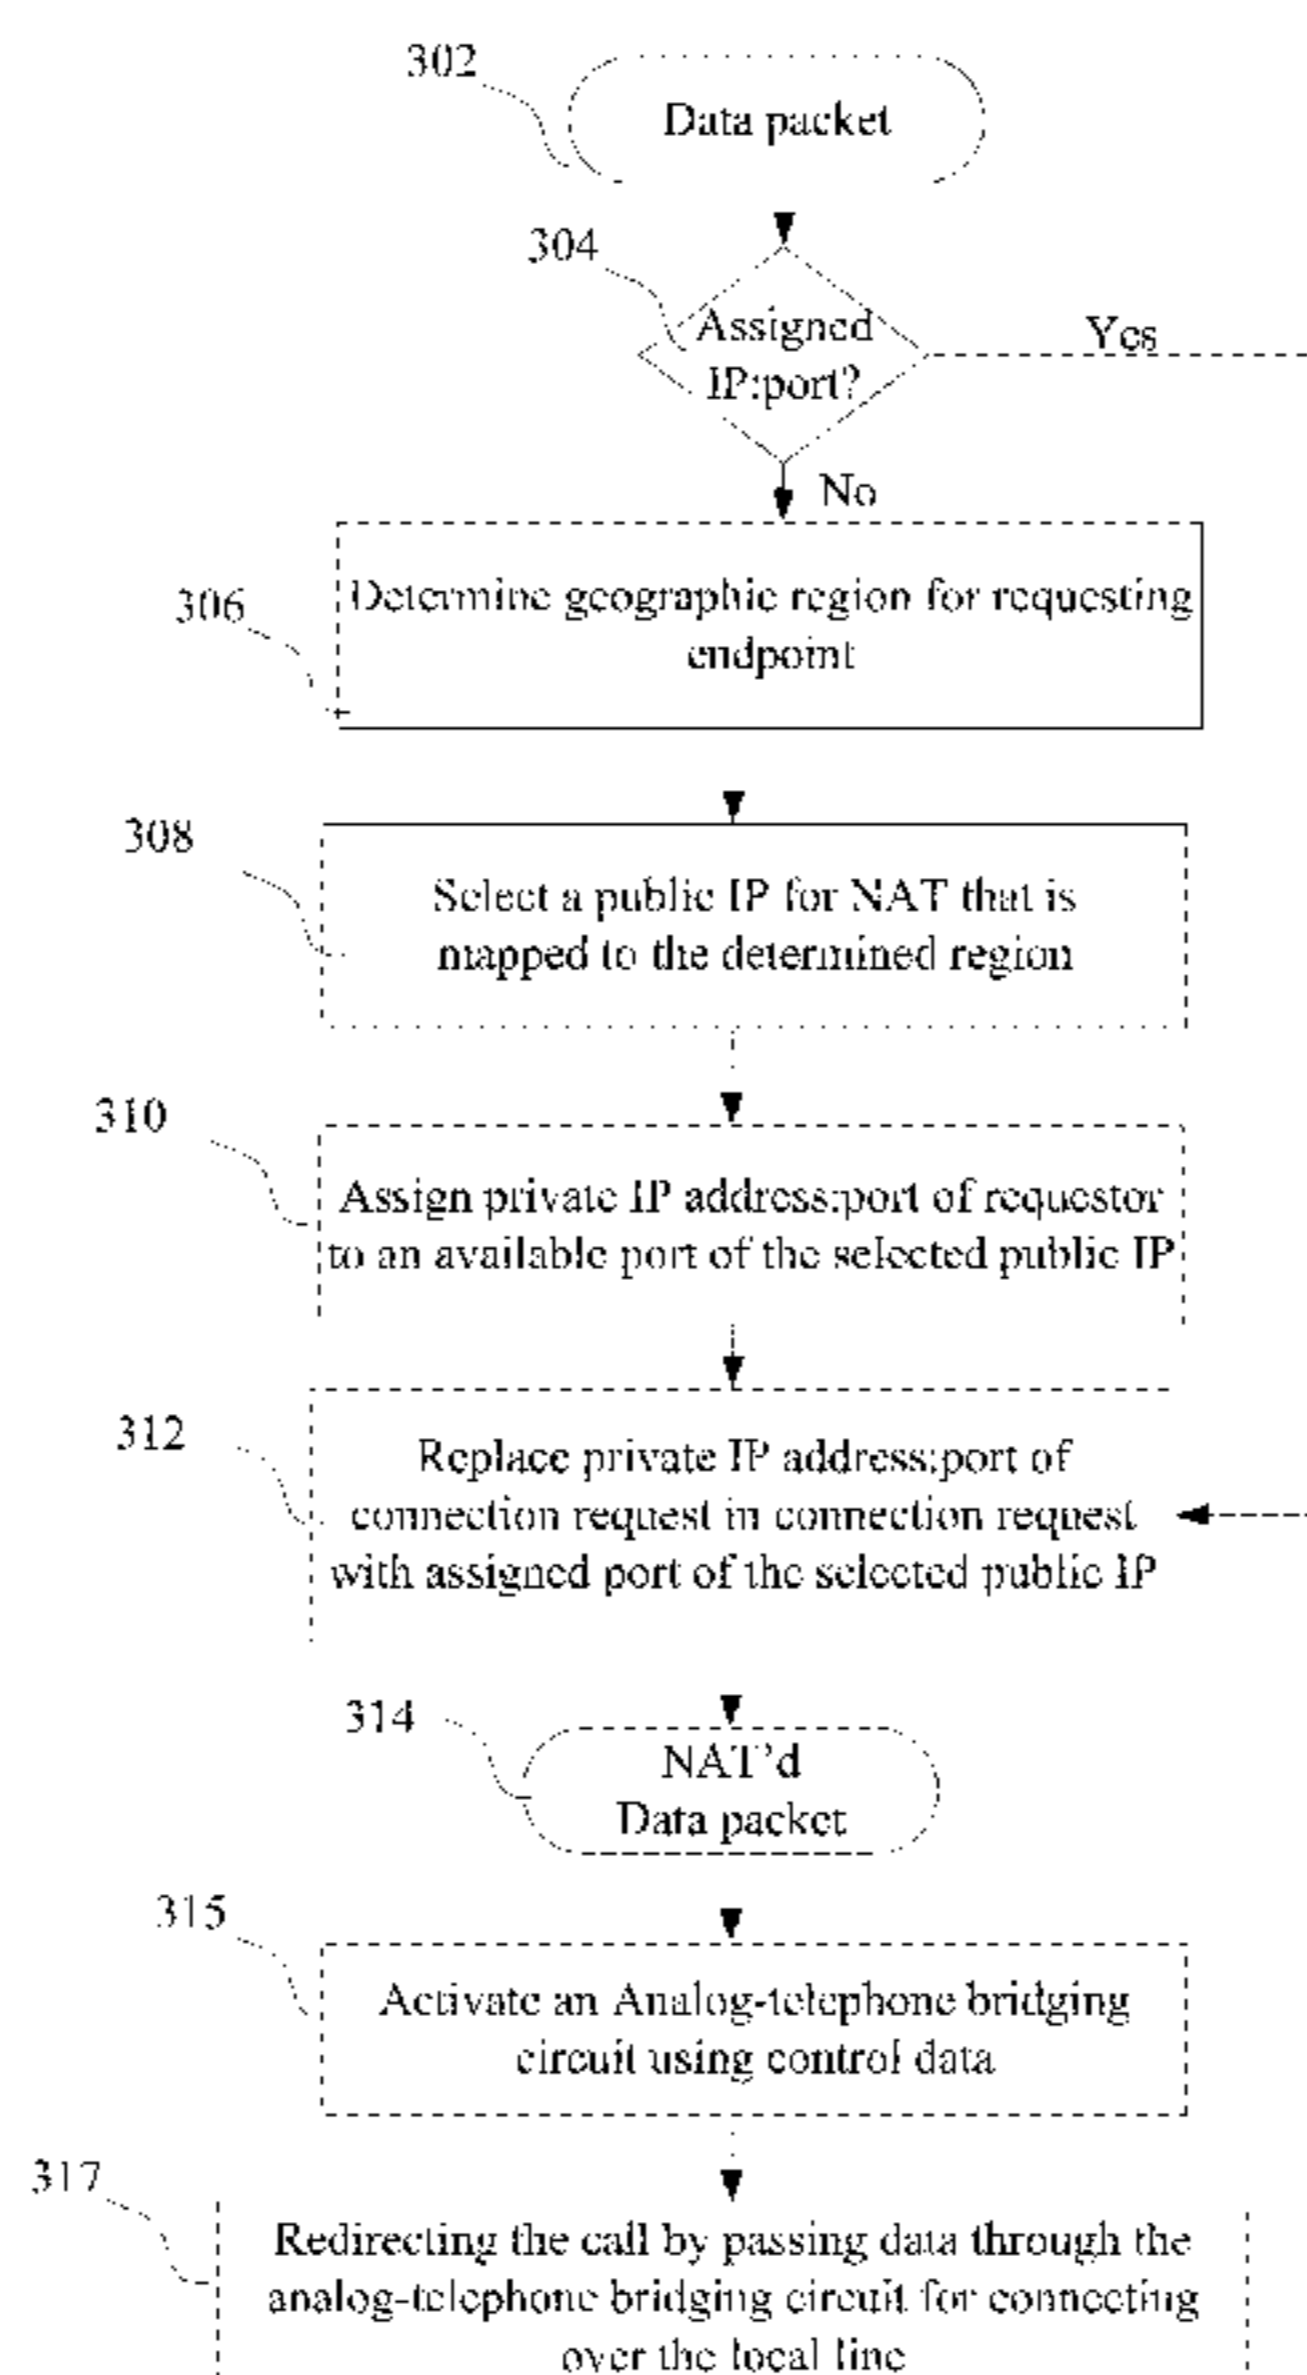 302
Data packet
304
Assigned
IP:port?
Yes
No
306
Determine geographic region for requesting
endpoint
308
Select a public IP for NAT that is
mapped to the determined region
310
Assign private IP address:port of requestor
to an available port of the selected public IP
312
Replace private IP address:port of
connection request in connection request
with assigned port of the selected public IP
314
NAT'd
Data packet
315
Activate an Analog-telephone bridging
circuit using control data
317
Redirecting the call by passing data through the
analog-telephone bridging circuit for connecting
over the local line